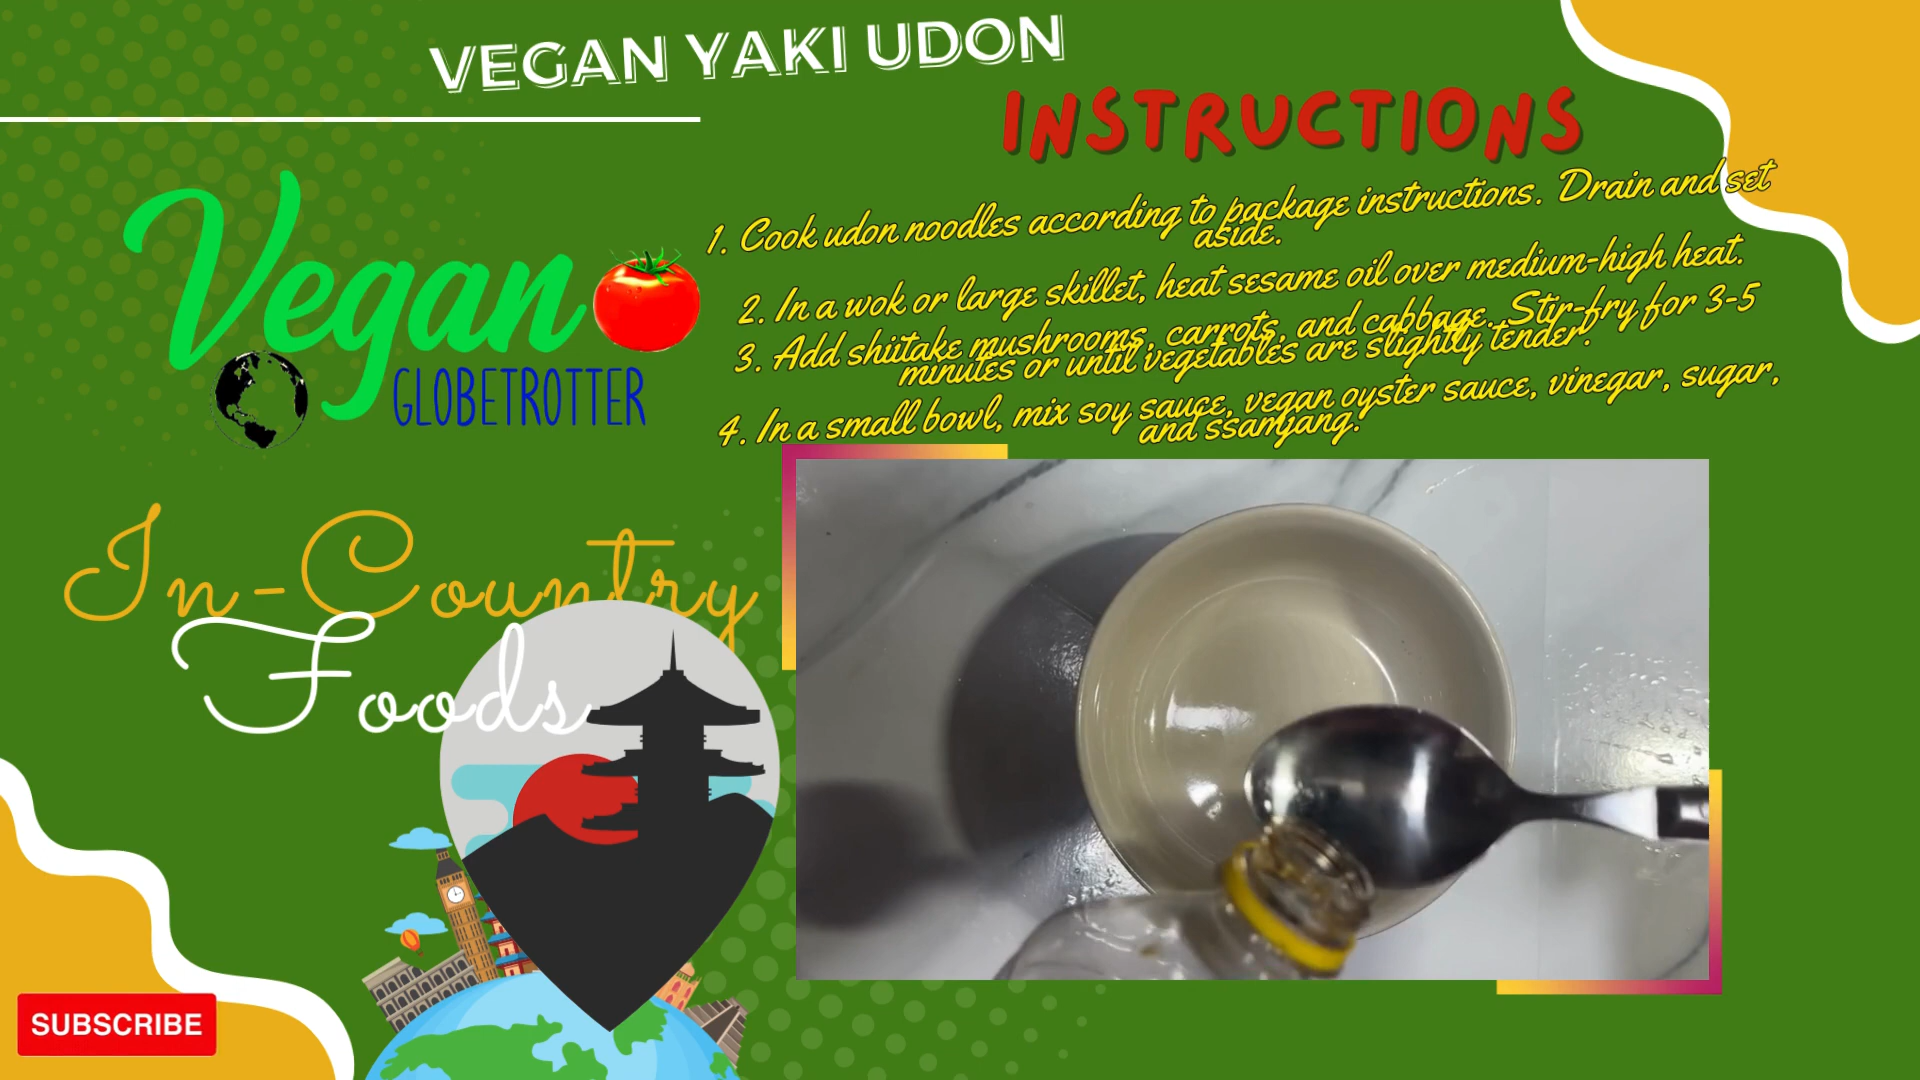 VEGAN YAKI UDON
INSTRUCTIONS
1. Cook udon noodles according to package instructions. Drain and set
aside.
2. In a wok or large skillet, heat sesame oil over medium-high heat.
3. Add shiitake mushrooms, carrots, and cabbage. Stir-fry for 3-5
minutes or until vegetables are slightly tender.
4. In a small bowl, mix soy sauce, vegan oyster sauce, vinegar, sugar,
and ssamjang.
Vegan
GLOBETROTTER
In-Country
Foods
SUBSCRIBE